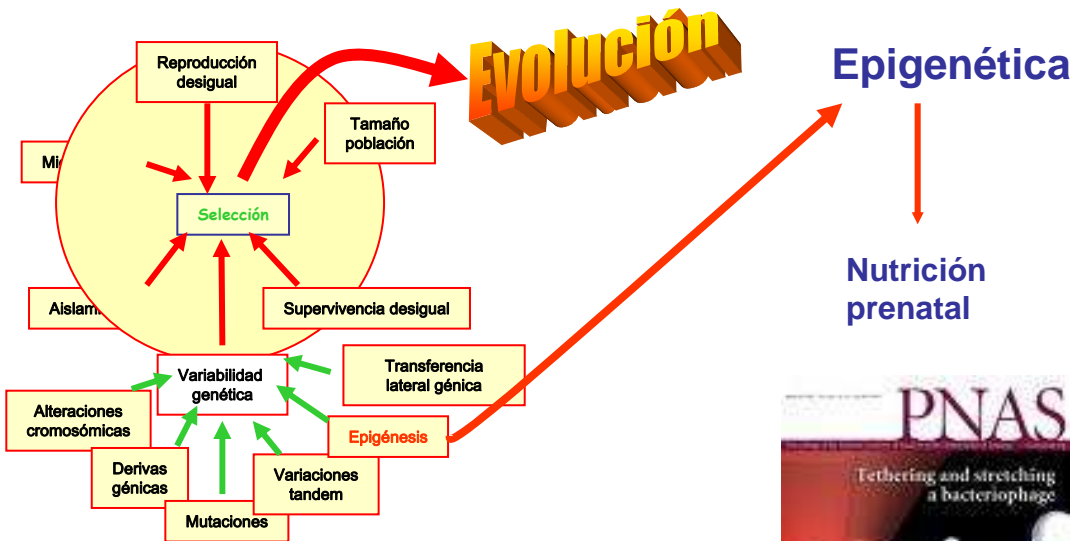 Evolución
Epigenética
Reproducción
desigual
Tamaño
población
Selección
Supervivencia desigual
Nutrición
prenatal
Variabilidad
genética
Transferencia
lateral génica
Alteraciones
cromosómicas
Epigénesis
Derivas
génicas
Variaciones
tandem
Mutaciones
PNAS
Tethering and stretching
a bacteriophage